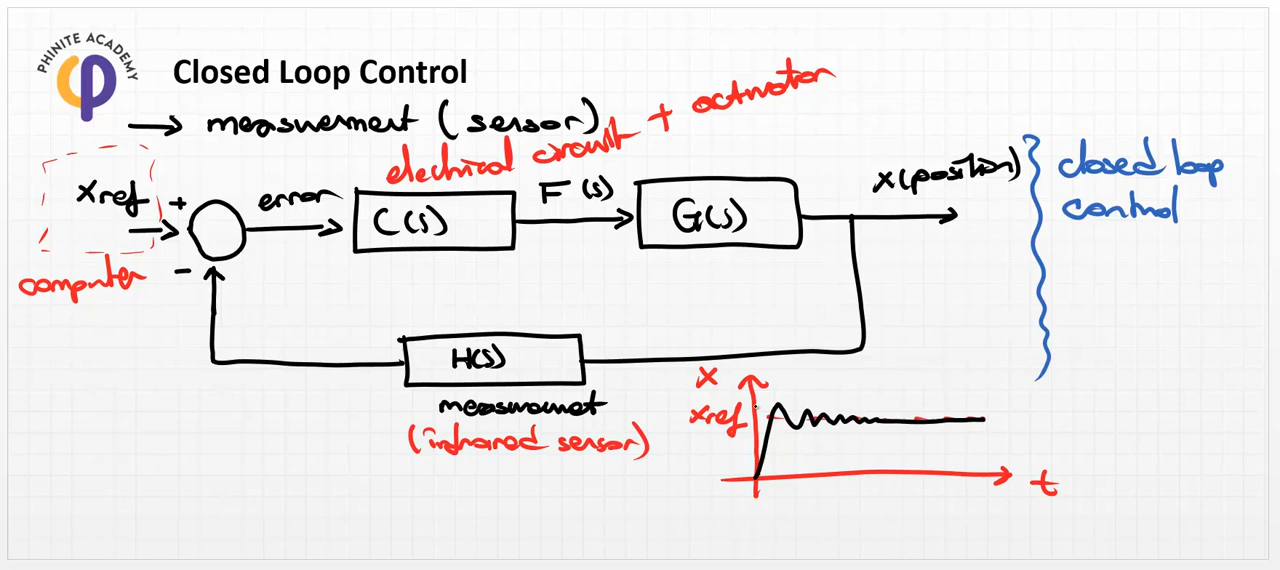 PHINITE ACADEMY
Closed Loop Control
→ measurement (sensor)
electrical circuit + actuator
xref
+
-
computer
error
C(s)
F(s)
G(s)
x(position)
closed loop
control
H(s)
(infrared sensor)
x
xref
t